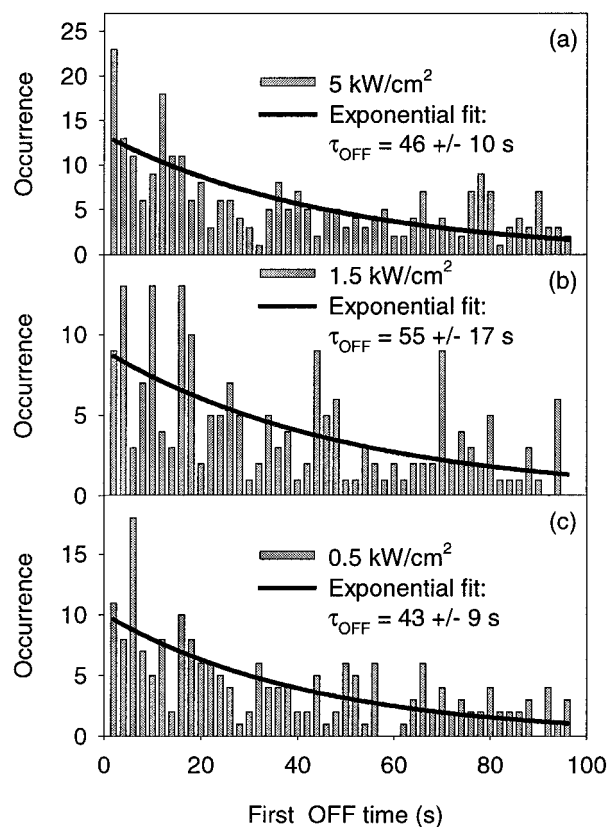 (a)
25
20
15
10
5
0
Occurrence
5 kW/cm²
Exponential fit:
τOFF = 46 +/- 10 s
(b)
10
5
0
Occurrence
1.5 kW/cm²
Exponential fit:
τOFF = 55 +/- 17 s
(c)
15
10
5
0
Occurrence
0.5 kW/cm²
Exponential fit:
τOFF = 43 +/- 9 s
0 20 40 60 80 100
First OFF time (s)